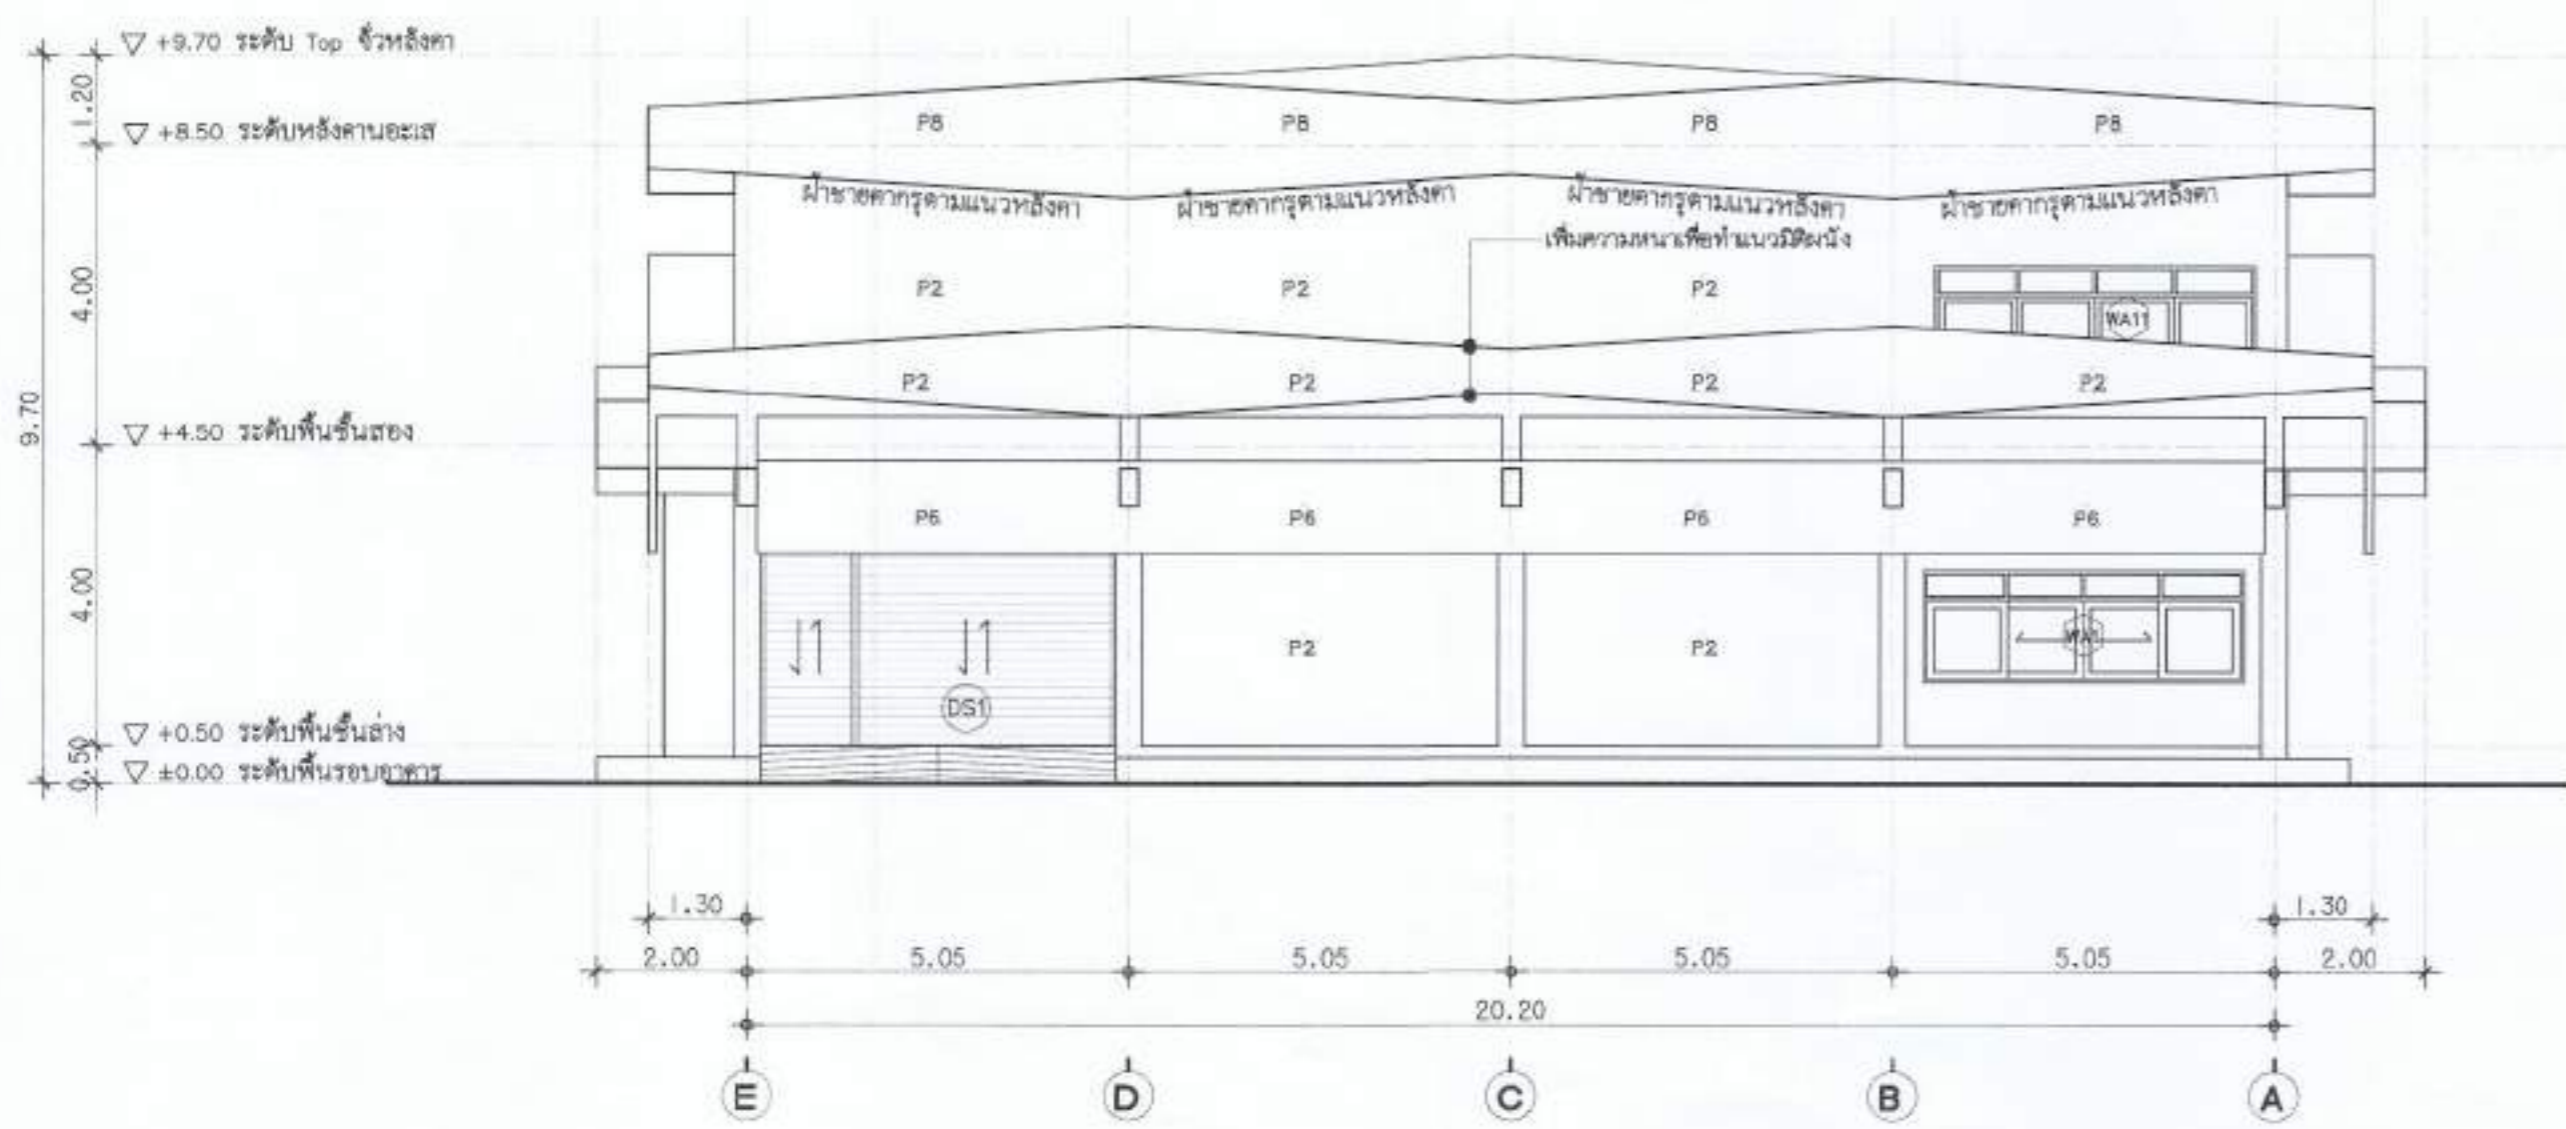 ▽ +9.70 ระดับ Top จั่วหลังคา
1.20
▽ +8.50 ระดับหลังคานอะเส
P8 P8 P8 P8
ฝ้าชายคากรุตามแนวหลังคา ฝ้าชายคากรุตามแนวหลังคา ฝ้าชายคากรุตามแนวหลังคา ฝ้าชายคากรุตามแนวหลังคา
เพิ่มความหนาเพื่อทำแนวมิติผนัง
4.00
P2 P2 P2
WA11
P2 P2 P2 P2
9.70
▽ +4.50 ระดับพื้นชั้นสอง
P6 P6 P6 P6
4.00
P2 P2
WA1
DS1
▽ +0.50 ระดับพื้นชั้นล่าง
0.50
▽ ±0.00 ระดับพื้นรอบอาคาร
1.30 1.30
2.00 5.05 5.05 5.05 5.05 2.00
20.20
E D C B A